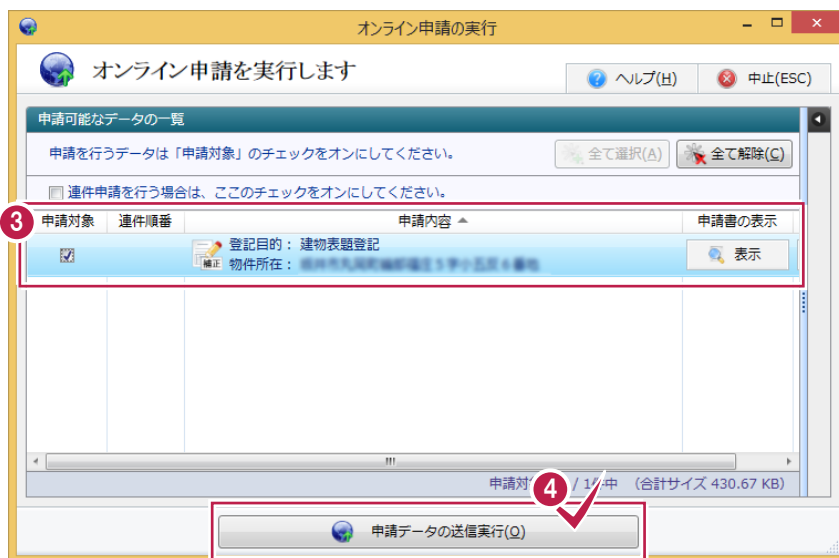 オンライン申請の実行
オンライン申請を実行します
ヘルプ(H)
中止(ESC)
申請可能なデータの一覧
申請を行うデータは「申請対象」のチェックをオンにしてください。
全て選択(A)
全て解除(C)
連件申請を行う場合は、ここのチェックをオンにしてください。
3
申請対象
連件順番
申請内容
申請書の表示
補正
登記目的： 建物表題登記
物件所在：
表示
申請対
/ 1件中 （合計サイズ 430.67 KB）
4
申請データの送信実行(O)